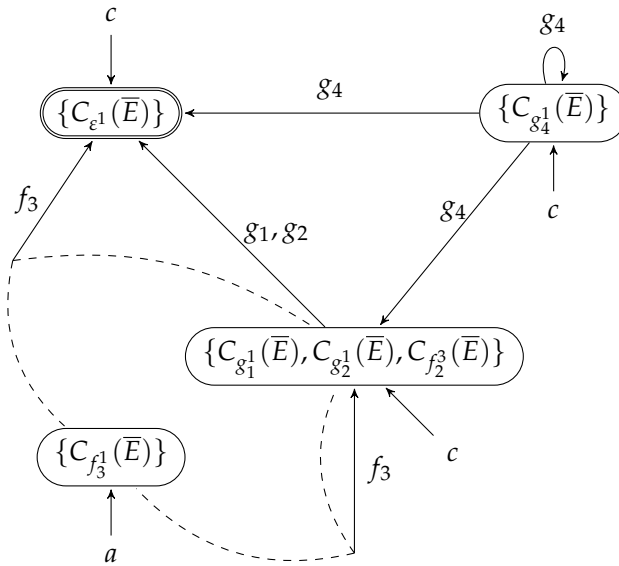 c
g₄
{C_{ε¹}(E̅)}
g₄
{C_{g₄¹}(E̅)}
f₃
g₄
c
g₁, g₂
{C_{g₁¹}(E̅), C_{g₂¹}(E̅), C_{f₂³}(E̅)}
{C_{f₃¹}(E̅)}
f₃
c
a